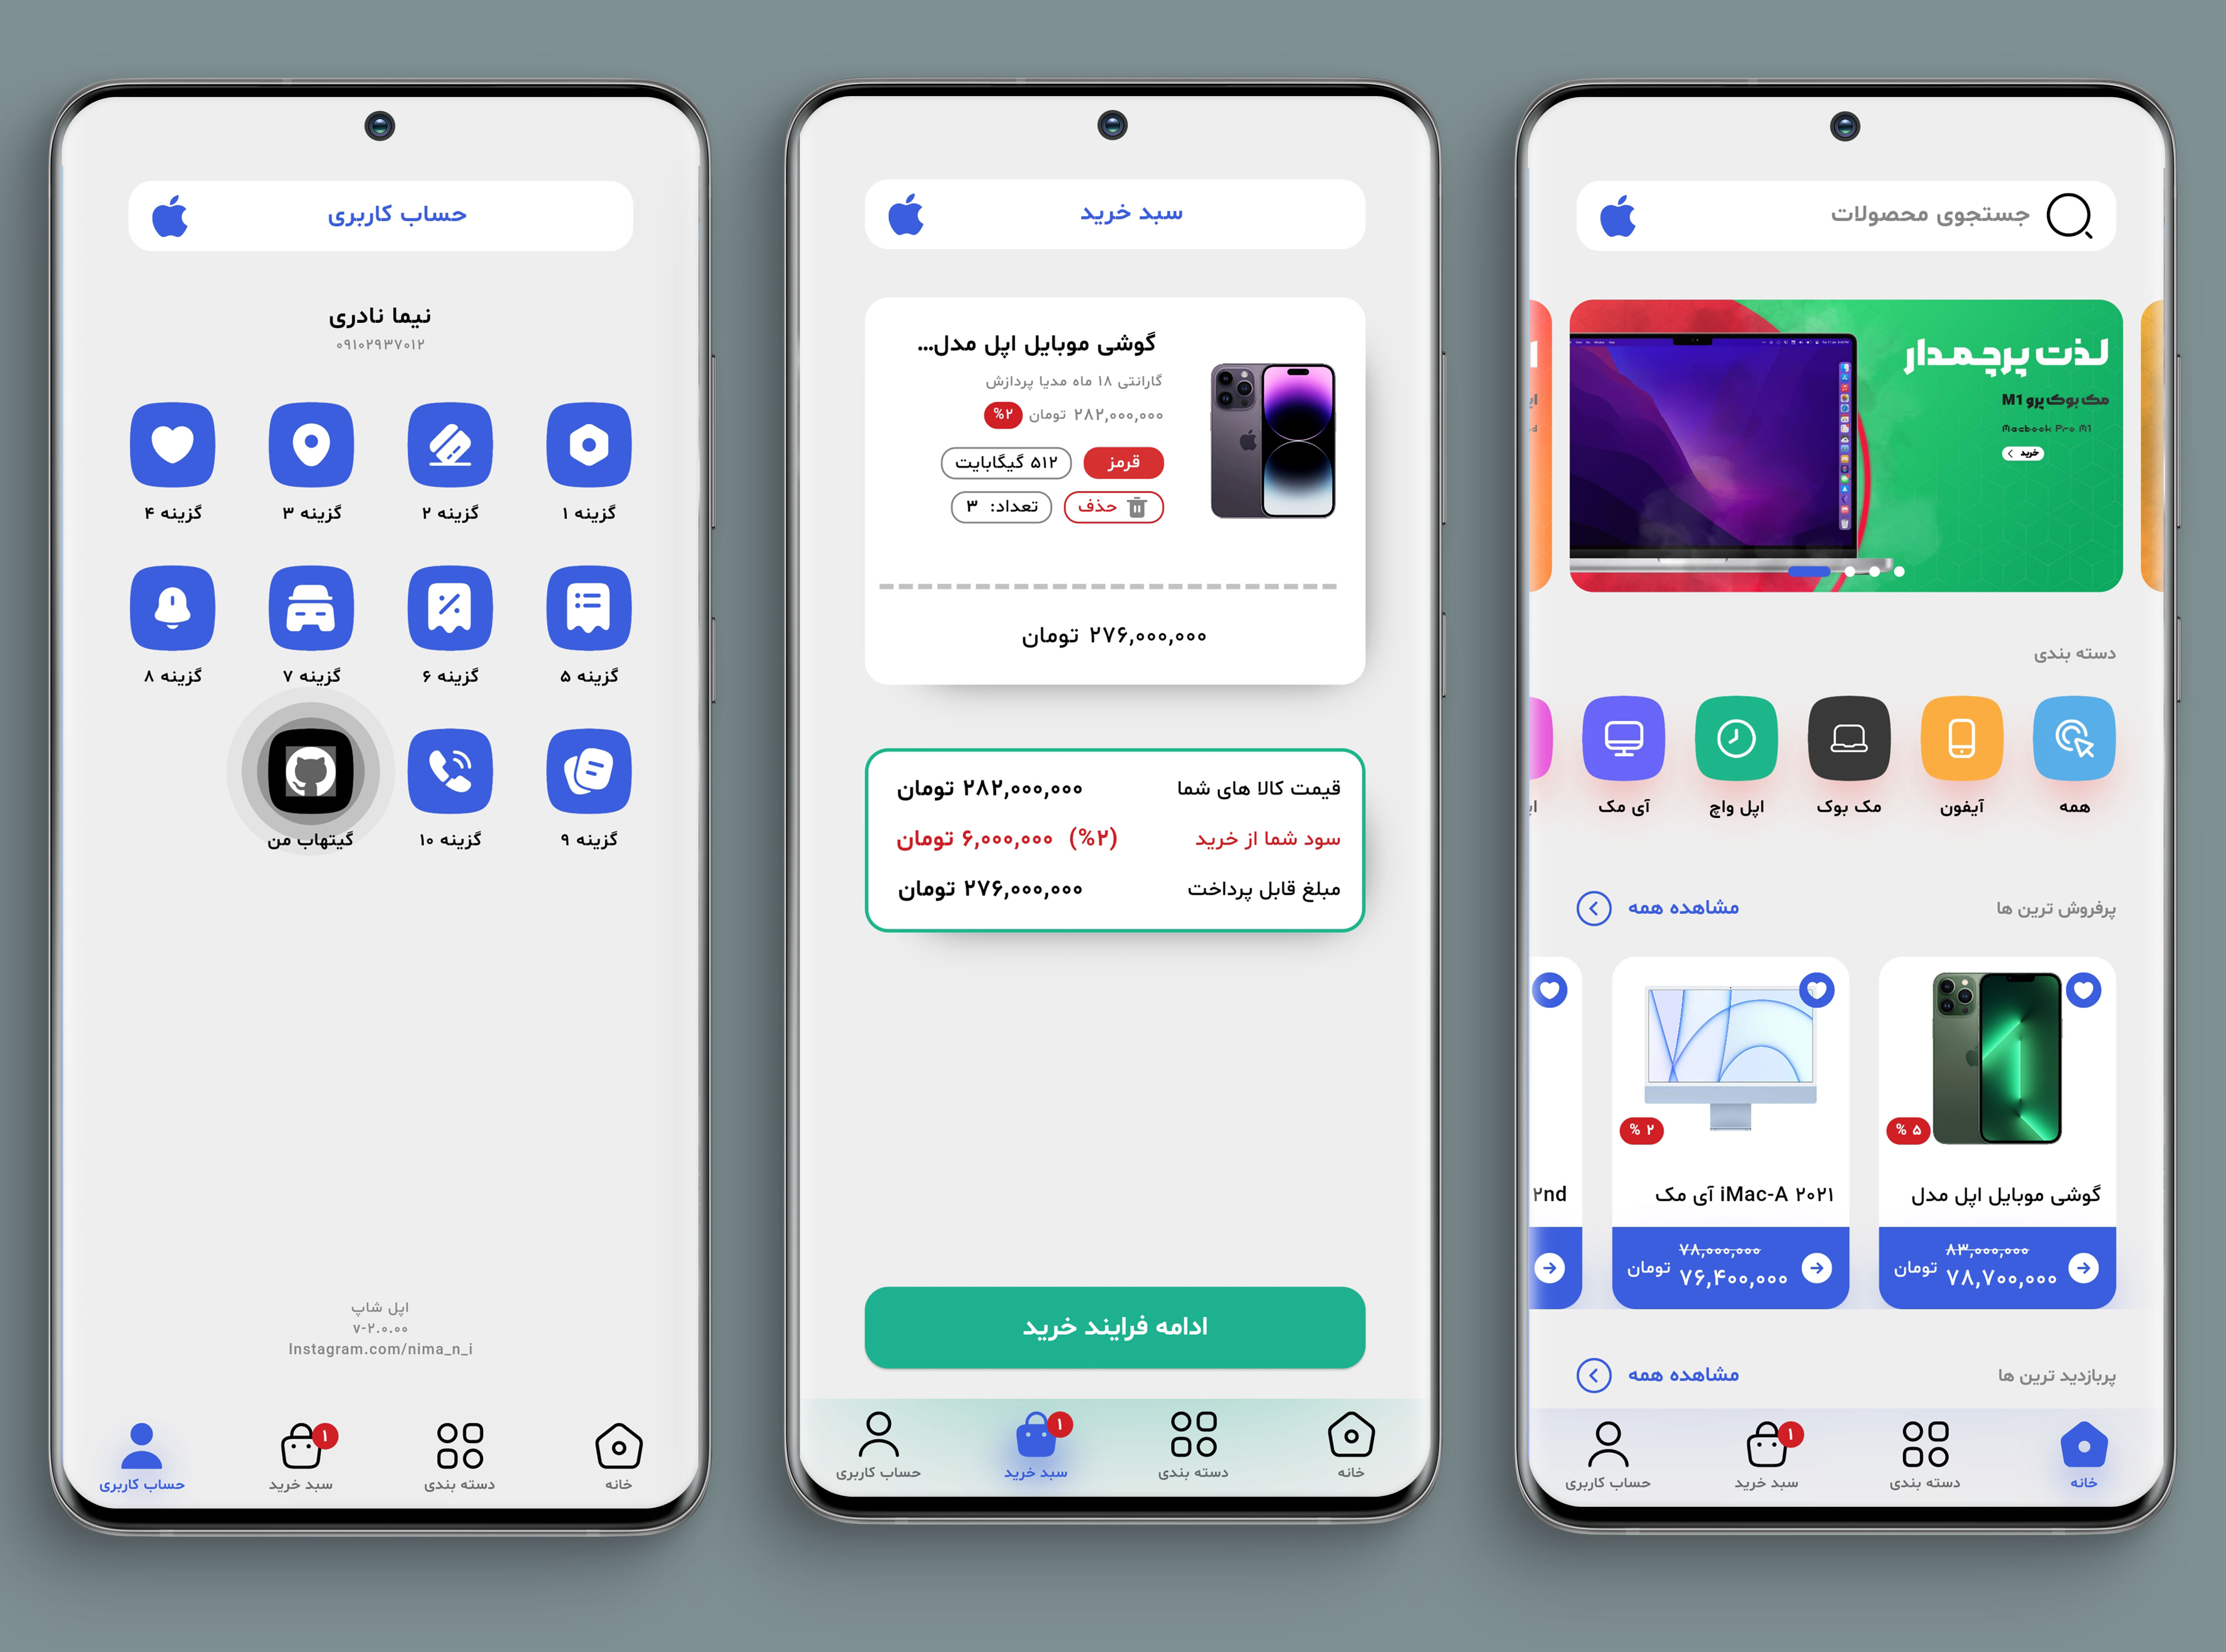 حساب کاربری
نیما نادری
۰۹۱۰۲۹۳۷۰۱۲
گزینه ۱
گزینه ۲
گزینه ۳
گزینه ۴
گزینه ۵
گزینه ۶
گزینه ۷
گزینه ۸
گزینه ۹
گزینه ۱۰
گیتهاب من
اپل شاپ
۷-۲.۰.۰۰
Instagram.com/nima_n_i
خانه
دسته بندی
سبد خرید
۱
حساب کاربری
سبد خرید
گوشی موبایل اپل مدل...
گارانتی ۱۸ ماه مدیا پردازش
۲۸۲,۰۰۰,۰۰۰ تومان
%۲
قرمز
۵۱۲ گیگابایت
حذف
تعداد: ۳
۲۷۶,۰۰۰,۰۰۰ تومان
قیمت کالا های شما ۲۸۲,۰۰۰,۰۰۰ تومان
سود شما از خرید (%۲) ۶,۰۰۰,۰۰۰ تومان
مبلغ قابل پرداخت ۲۷۶,۰۰۰,۰۰۰ تومان
ادامه فرایند خرید
خانه
دسته بندی
سبد خرید
۱
حساب کاربری
جستجوی محصولات
لذت پرچمدار
مک بوک پرو M1
Macbook Pro M1
خرید
دسته بندی
همه
آیفون
مک بوک
اپل واچ
آی مک
پرفروش ترین ها
مشاهده همه
% ۵
گوشی موبایل اپل مدل
۸۳,۰۰۰,۰۰۰
۷۸,۷۰۰,۰۰۰ تومان
% ۲
آی مک iMac-A ۲۰۲۱
۷۸,۰۰۰,۰۰۰
۷۶,۴۰۰,۰۰۰ تومان
۲nd
پربازدید ترین ها
مشاهده همه
خانه
دسته بندی
سبد خرید
۱
حساب کاربری